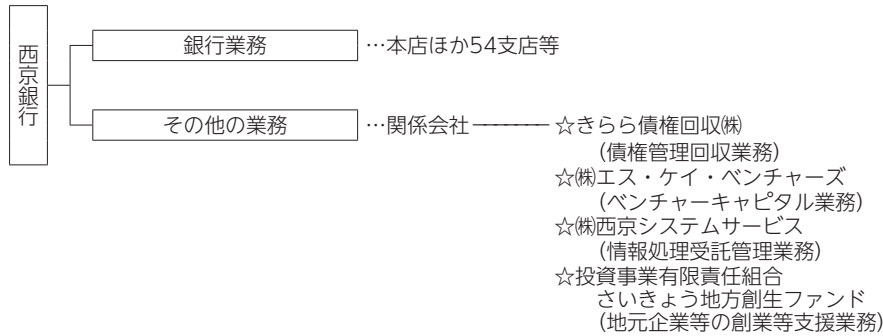 西京銀行
銀行業務 …本店ほか54支店等
その他の業務 …関係会社 ☆きらら債権回収㈱
(債権管理回収業務)
☆㈱エス・ケイ・ベンチャーズ
(ベンチャーキャピタル業務)
☆㈱西京システムサービス
(情報処理受託管理業務)
☆投資事業有限責任組合
さいきょう地方創生ファンド
(地元企業等の創業等支援業務)